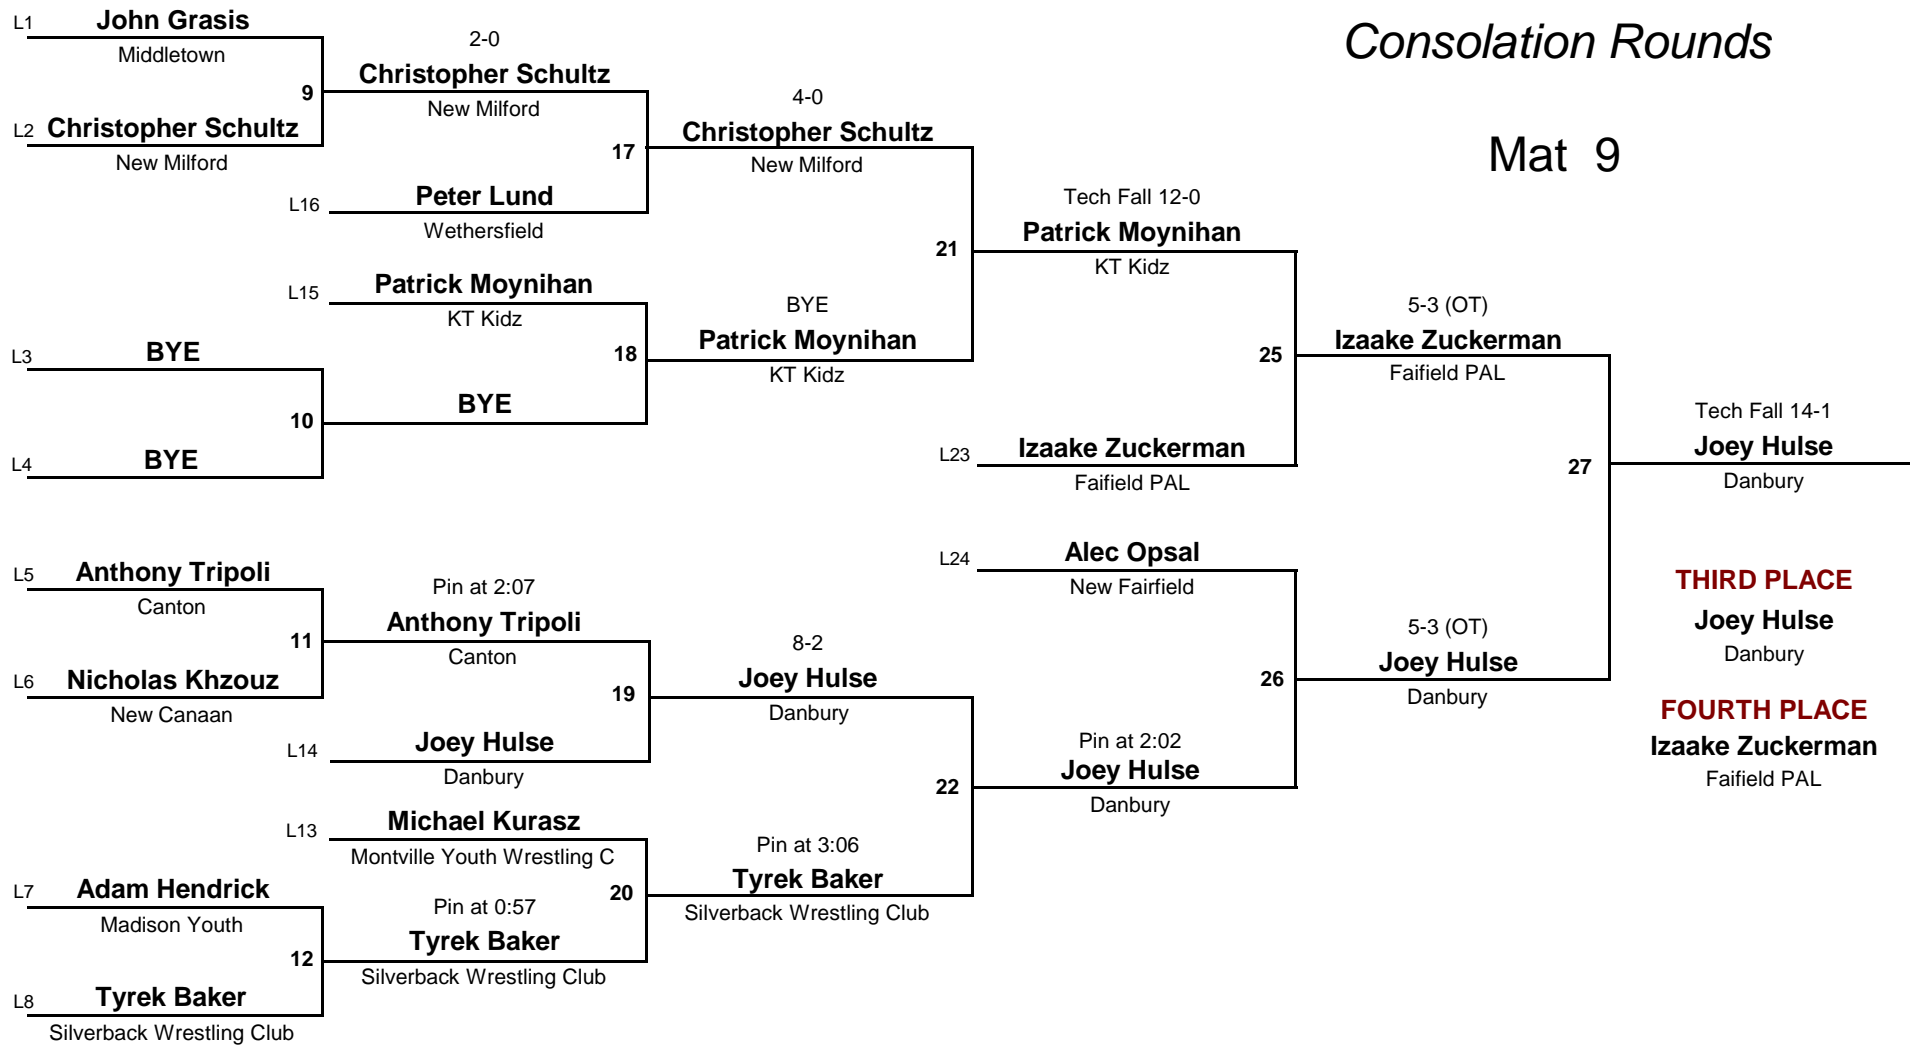 Consolation Rounds
Mat 9
L1 John Grasis
Middletown
9
L2 Christopher Schultz
New Milford
2-0
Christopher Schultz
New Milford
17
L16 Peter Lund
Wethersfield
4-0
Christopher Schultz
New Milford
21
L15 Patrick Moynihan
KT Kidz
18
L3 BYE
10
L4 BYE
BYE
BYE
Patrick Moynihan
KT Kidz
Tech Fall 12-0
Patrick Moynihan
KT Kidz
25
L23 Izaake Zuckerman
Faifield PAL
5-3 (OT)
Izaake Zuckerman
Faifield PAL
27
L5 Anthony Tripoli
Canton
11
L6 Nicholas Khzouz
New Canaan
Pin at 2:07
Anthony Tripoli
Canton
19
L14 Joey Hulse
Danbury
8-2
Joey Hulse
Danbury
22
L13 Michael Kurasz
Montville Youth Wrestling C
20
L7 Adam Hendrick
Madison Youth
12
L8 Tyrek Baker
Silverback Wrestling Club
Pin at 0:57
Tyrek Baker
Silverback Wrestling Club
Pin at 3:06
Tyrek Baker
Silverback Wrestling Club
L24 Alec Opsal
New Fairfield
26
Pin at 2:02
Joey Hulse
Danbury
5-3 (OT)
Joey Hulse
Danbury
Tech Fall 14-1
Joey Hulse
Danbury
THIRD PLACE
Joey Hulse
Danbury
FOURTH PLACE
Izaake Zuckerman
Faifield PAL